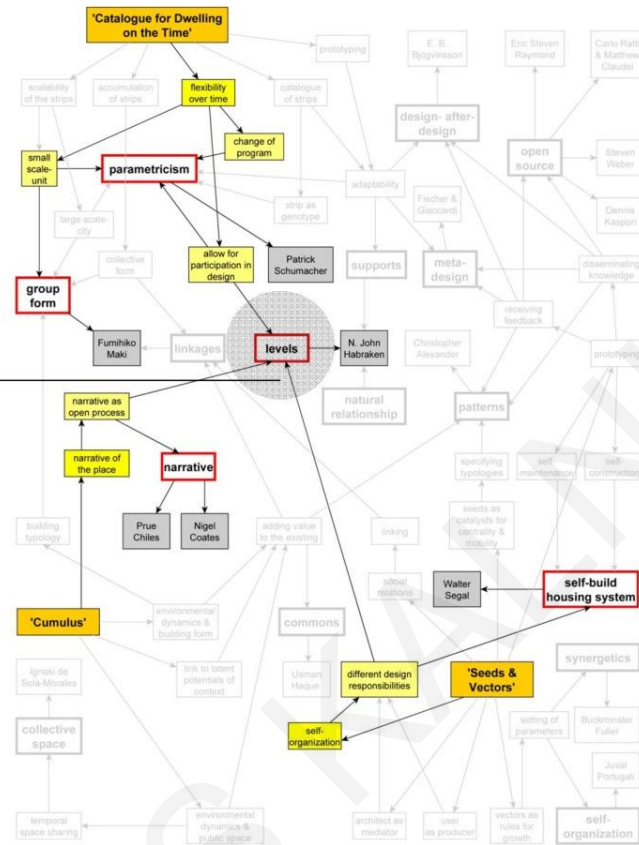 'Catalogue for Dwelling
on the Time'
prototyping
E. B.
Bjögvinsson
Eric Steven
Raymond
Carlo Ratti
& Matthew
Claudel
scalability
of the strips
accumulation
of strips
flexibility
over time
catalogue
of strips
design- after-
design
open
source
Steven
Weber
change of
program
small
scale-
unit
parametricism
adaptability
strip as
genotype
Fischer &
Giaccardi
Dennis
Kaspori
large scale-
city
collective
form
allow for
participation in
design
Patrick
Schumacher
supports
meta-
design
disseminating
knowledge
group
form
receiving
feedback
Fumihiko
Maki
linkages
levels
N. John
Habraken
Christopher
Alexander
prototyping
narrative as
open process
natural
relationship
patterns
narrative of
the place
narrative
specifying
typologies
self-
maintenance
self-
construction
Prue
Chiles
Nigel
Coates
building
typology
adding value
to the existing
linking
seeds as
catalysts for
centrality &
mobility
social
relations
Walter
Segal
self-build
housing system
'Cumulus'
environmental
dynamics &
building form
commons
synergetics
link to latent
potentials of
context
Usman
Haque
different design
responsibilities
'Seeds &
Vectors'
Ignasi de
Solà-Morales
self-
organization
setting of
parameters
Buckminster
Fuller
collective
space
Juval
Portugali
temporal
space sharing
environmental
dynamics &
public space
architect as
mediator
user
as producer
vectors as
rules for
growth
self-
organization